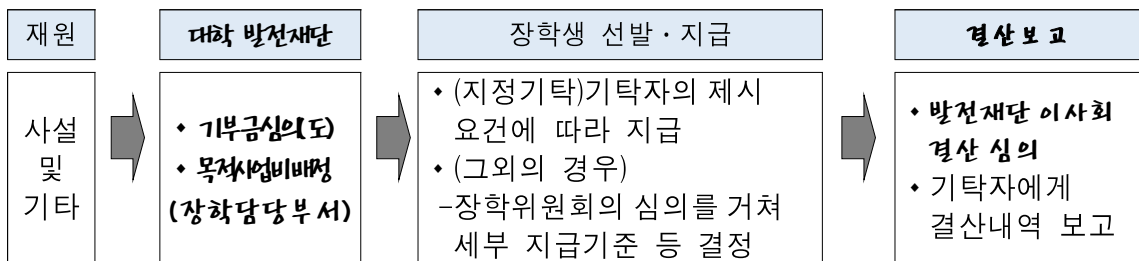 재원
대학 발전재단
장학생 선발·지급
결산보고
사설
및
기타
◆ 기부금심의(도)
◆ 목적사업비배정
(장학담당부서)
◆ (지정기탁)기탁자의 제시
요건에 따라 지급
◆ (그외의 경우)
-장학위원회의 심의를 거쳐
세부 지급기준 등 결정
◆ 발전재단 이사회
결산 심의
◆ 기탁자에게
결산내역 보고